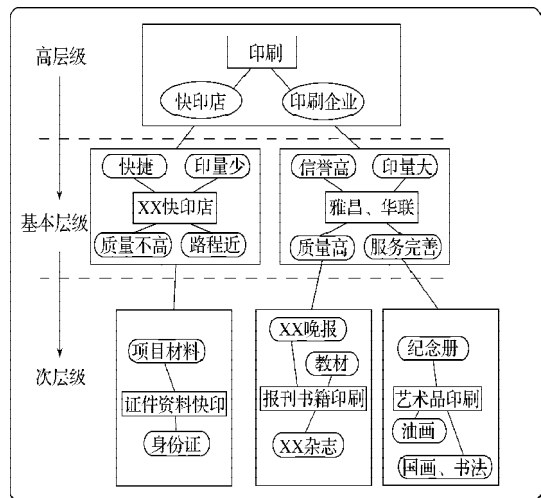 高层级
印刷
快印店
印刷企业
快捷
印量少
信誉高
印量大
基本层级
XX快印店
雅昌、华联
质量不高
路程近
质量高
服务完善
次层级
项目材料
证件资料快印
身份证
XX晚报
教材
报刊书籍印刷
XX杂志
纪念册
艺术品印刷
油画
国画、书法